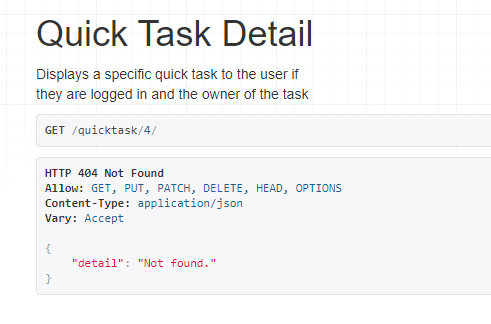 Quick Task Detail
Displays a specific quick task to the user if
they are logged in and the owner of the task
GET /quicktask/4/
HTTP 404 Not Found
Allow: GET, PUT, PATCH, DELETE, HEAD, OPTIONS
Content-Type: application/json
Vary: Accept
{
    "detail": "Not found."
}